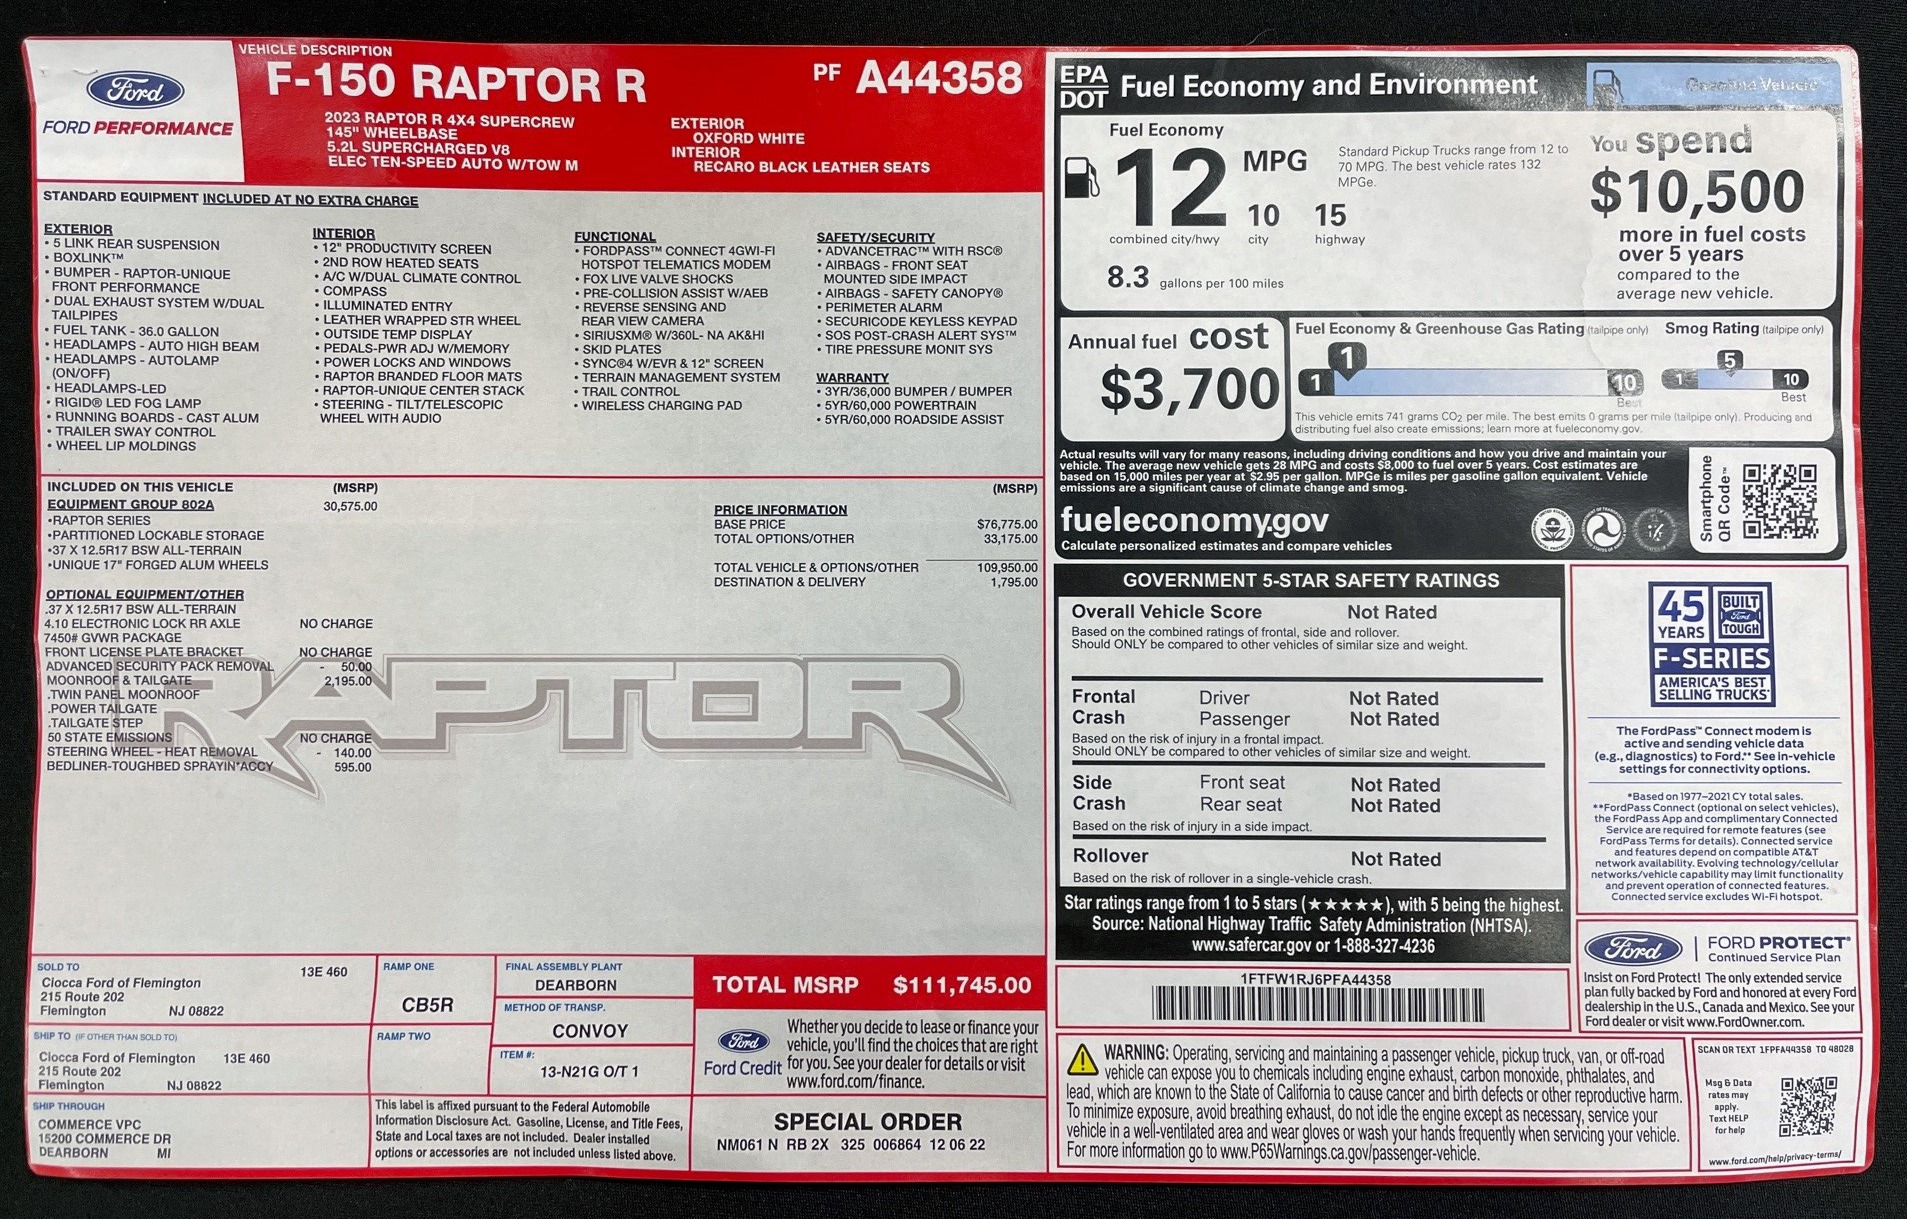 Ford
FORD PERFORMANCE
VEHICLE DESCRIPTION
F-150 RAPTOR R
2023 RAPTOR R 4X4 SUPERCREW
145" WHEELBASE
5.2L SUPERCHARGED V8
ELEC TEN-SPEED AUTO W/TOW M
PF A44358
EXTERIOR
OXFORD WHITE
INTERIOR
RECARO BLACK LEATHER SEATS
STANDARD EQUIPMENT INCLUDED AT NO EXTRA CHARGE
EXTERIOR
• 5 LINK REAR SUSPENSION
• BOXLINK™
• BUMPER - RAPTOR-UNIQUE
FRONT PERFORMANCE
• DUAL EXHAUST SYSTEM W/DUAL
TAILPIPES
• FUEL TANK - 36.0 GALLON
• HEADLAMPS - AUTO HIGH BEAM
• HEADLAMPS - AUTOLAMP
(ON/OFF)
• HEADLAMPS-LED
• RIGID® LED FOG LAMP
• RUNNING BOARDS - CAST ALUM
• TRAILER SWAY CONTROL
• WHEEL LIP MOLDINGS
INTERIOR
• 12" PRODUCTIVITY SCREEN
• 2ND ROW HEATED SEATS
• A/C W/DUAL CLIMATE CONTROL
• COMPASS
• ILLUMINATED ENTRY
• LEATHER WRAPPED STR WHEEL
• OUTSIDE TEMP DISPLAY
• PEDALS-PWR ADJ W/MEMORY
• POWER LOCKS AND WINDOWS
• RAPTOR BRANDED FLOOR MATS
• RAPTOR-UNIQUE CENTER STACK
• STEERING - TILT/TELESCOPIC
WHEEL WITH AUDIO
FUNCTIONAL
• FORDPASS™ CONNECT 4GWI-FI
HOTSPOT TELEMATICS MODEM
• FOX LIVE VALVE SHOCKS
• PRE-COLLISION ASSIST W/AEB
• REVERSE SENSING AND
REAR VIEW CAMERA
• SIRIUSXM® W/360L- NA AK&HI
• SKID PLATES
• SYNC®4 W/EVR & 12" SCREEN
• TERRAIN MANAGEMENT SYSTEM
• TRAIL CONTROL
• WIRELESS CHARGING PAD
SAFETY/SECURITY
• ADVANCETRAC™ WITH RSC®
• AIRBAGS - FRONT SEAT
MOUNTED SIDE IMPACT
• AIRBAGS - SAFETY CANOPY®
• PERIMETER ALARM
• SECURICODE KEYLESS KEYPAD
• SOS POST-CRASH ALERT SYS™
• TIRE PRESSURE MONIT SYS
WARRANTY
• 3YR/36,000 BUMPER / BUMPER
• 5YR/60,000 POWERTRAIN
• 5YR/60,000 ROADSIDE ASSIST
INCLUDED ON THIS VEHICLE (MSRP)
EQUIPMENT GROUP 802A 30,575.00
•RAPTOR SERIES
•PARTITIONED LOCKABLE STORAGE
•37 X 12.5R17 BSW ALL-TERRAIN
•UNIQUE 17" FORGED ALUM WHEELS
OPTIONAL EQUIPMENT/OTHER
.37 X 12.5R17 BSW ALL-TERRAIN
4.10 ELECTRONIC LOCK RR AXLE NO CHARGE
7450# GVWR PACKAGE
FRONT LICENSE PLATE BRACKET NO CHARGE
ADVANCED SECURITY PACK REMOVAL - 50.00
MOONROOF & TAILGATE 2,195.00
.TWIN PANEL MOONROOF
.POWER TAILGATE
.TAILGATE STEP
50 STATE EMISSIONS NO CHARGE
STEERING WHEEL - HEAT REMOVAL - 140.00
BEDLINER-TOUGHBED SPRAYIN*ACCY 595.00
RAPTOR
(MSRP)
PRICE INFORMATION
BASE PRICE $76,775.00
TOTAL OPTIONS/OTHER 33,175.00
TOTAL VEHICLE & OPTIONS/OTHER 109,950.00
DESTINATION & DELIVERY 1,795.00
SOLD TO
13E 460
Ciocca Ford of Flemington
215 Route 202
Flemington NJ 08822
SHIP TO (IF OTHER THAN SOLD TO)
Ciocca Ford of Flemington 13E 460
215 Route 202
Flemington NJ 08822
SHIP THROUGH
COMMERCE VPC
15200 COMMERCE DR
DEARBORN MI
RAMP ONE
CB5R
RAMP TWO
FINAL ASSEMBLY PLANT
DEARBORN
METHOD OF TRANSP.
CONVOY
ITEM #:
13-N21G O/T 1
This label is affixed pursuant to the Federal Automobile
Information Disclosure Act. Gasoline, License, and Title Fees,
State and Local taxes are not included. Dealer installed
options or accessories are not included unless listed above.
TOTAL MSRP $111,745.00
Ford
Ford Credit
Whether you decide to lease or finance your
vehicle, you'll find the choices that are right
for you. See your dealer for details or visit
www.ford.com/finance.
SPECIAL ORDER
NM061 N RB 2X 325 006864 12 06 22
EPA
DOT
Fuel Economy and Environment
Gasoline Vehicle
Fuel Economy
12 MPG
10 15
combined city/hwy city highway
8.3 gallons per 100 miles
Standard Pickup Trucks range from 12 to
70 MPG. The best vehicle rates 132
MPGe.
You spend
$10,500
more in fuel costs
over 5 years
compared to the
average new vehicle.
Annual fuel cost
$3,700
Fuel Economy & Greenhouse Gas Rating (tailpipe only)
1
1 10
Best
Smog Rating (tailpipe only)
5
1 10
Best
This vehicle emits 741 grams CO2 per mile. The best emits 0 grams per mile (tailpipe only). Producing and
distributing fuel also create emissions; learn more at fueleconomy.gov.
Actual results will vary for many reasons, including driving conditions and how you drive and maintain your
vehicle. The average new vehicle gets 28 MPG and costs $8,000 to fuel over 5 years. Cost estimates are
based on 15,000 miles per year at $2.95 per gallon. MPGe is miles per gasoline gallon equivalent. Vehicle
emissions are a significant cause of climate change and smog.
fueleconomy.gov
Calculate personalized estimates and compare vehicles
Smartphone
QR Code™
GOVERNMENT 5-STAR SAFETY RATINGS
Overall Vehicle Score Not Rated
Based on the combined ratings of frontal, side and rollover.
Should ONLY be compared to other vehicles of similar size and weight.
Frontal Driver Not Rated
Crash Passenger Not Rated
Based on the risk of injury in a frontal impact.
Should ONLY be compared to other vehicles of similar size and weight.
Side Front seat Not Rated
Crash Rear seat Not Rated
Based on the risk of injury in a side impact.
Rollover Not Rated
Based on the risk of rollover in a single-vehicle crash.
Star ratings range from 1 to 5 stars (★★★★★), with 5 being the highest.
Source: National Highway Traffic Safety Administration (NHTSA).
www.safercar.gov or 1-888-327-4236
1FTFW1RJ6PFA44358
45
YEARS
BUILT
Ford
TOUGH
F-SERIES
AMERICA'S BEST
SELLING TRUCKS*
The FordPass™ Connect modem is
active and sending vehicle data
(e.g., diagnostics) to Ford.** See in-vehicle
settings for connectivity options.
*Based on 1977–2021 CY total sales.
**FordPass Connect (optional on select vehicles),
the FordPass App and complimentary Connected
Service are required for remote features (see
FordPass Terms for details). Connected service
and features depend on compatible AT&T
network availability. Evolving technology/cellular
networks/vehicle capability may limit functionality
and prevent operation of connected features.
Connected service excludes Wi-Fi hotspot.
Ford
FORD PROTECT®
Continued Service Plan
Insist on Ford Protect! The only extended service
plan fully backed by Ford and honored at every Ford
dealership in the U.S., Canada and Mexico. See your
Ford dealer or visit www.FordOwner.com.
WARNING: Operating, servicing and maintaining a passenger vehicle, pickup truck, van, or off-road
vehicle can expose you to chemicals including engine exhaust, carbon monoxide, phthalates, and
lead, which are known to the State of California to cause cancer and birth defects or other reproductive harm.
To minimize exposure, avoid breathing exhaust, do not idle the engine except as necessary, service your
vehicle in a well-ventilated area and wear gloves or wash your hands frequently when servicing your vehicle.
For more information go to www.P65Warnings.ca.gov/passenger-vehicle.
SCAN OR TEXT 1FPFA44358 TO 48028
Msg & Data
rates may
apply.
Text HELP
for help
www.ford.com/help/privacy-terms/